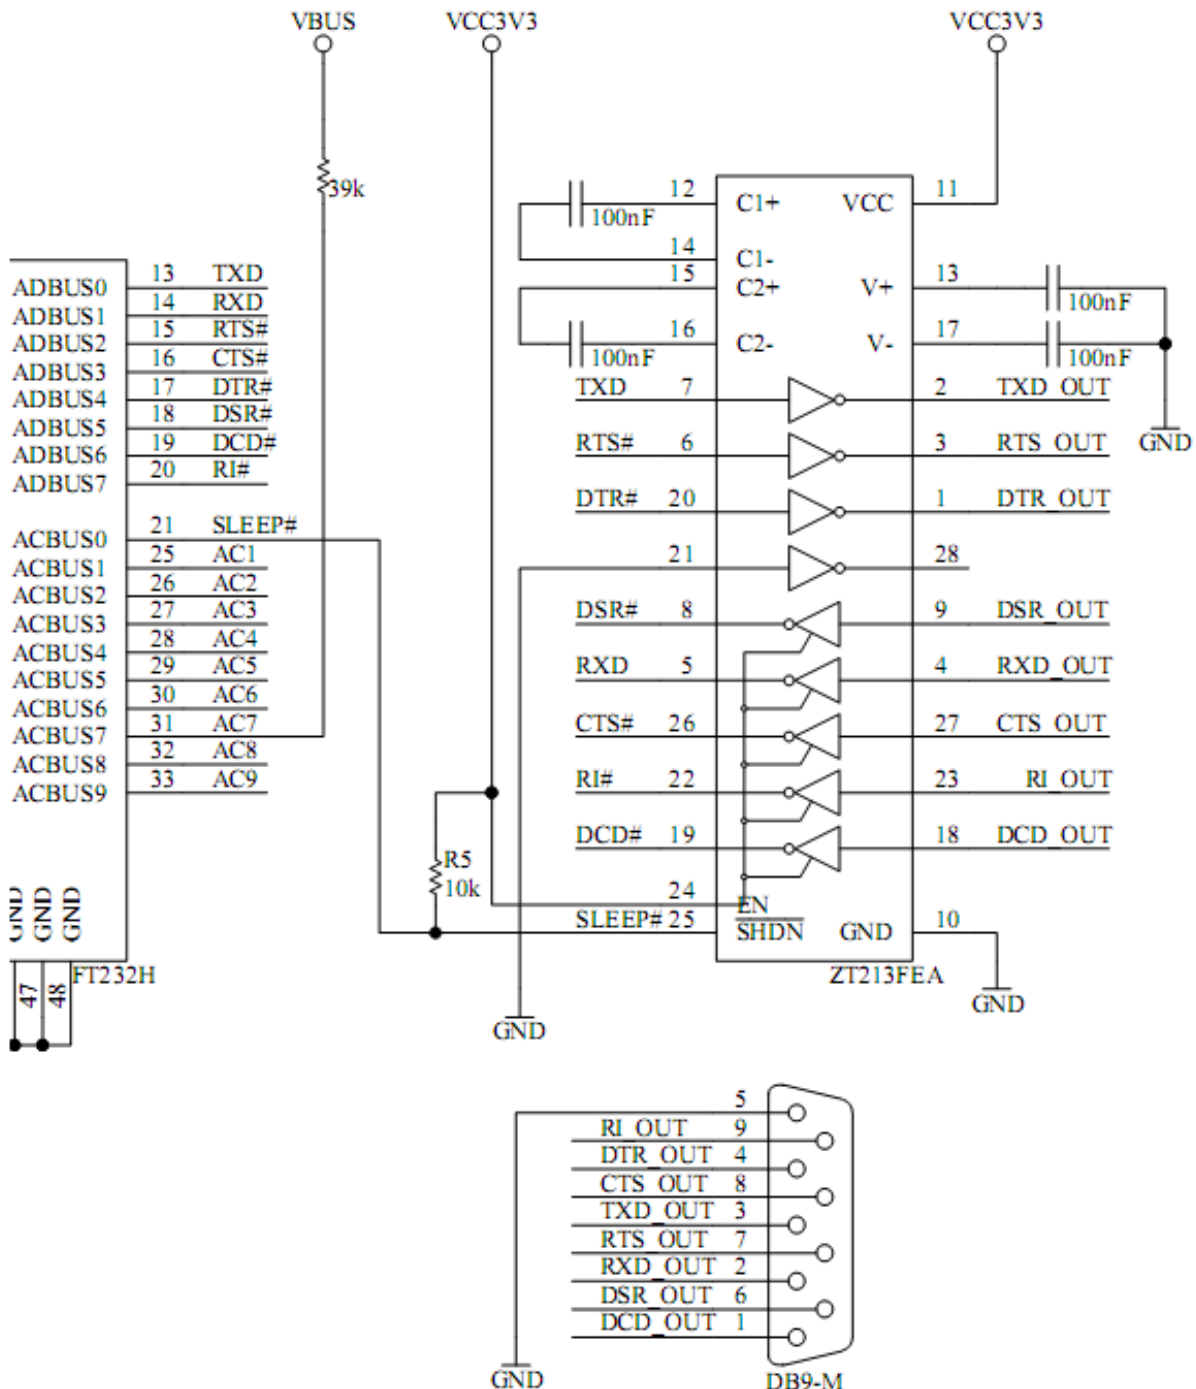 VBUS VCC3V3 VCC3V3
39k
12 C1+ VCC 11
100nF
14 C1-
15 C2+ V+ 13
100nF
16 C2- V- 17
100nF 100nF
GND
ADBUS0 13 TXD
ADBUS1 14 RXD
ADBUS2 15 RTS#
ADBUS3 16 CTS#
ADBUS4 17 DTR#
ADBUS5 18 DSR#
ADBUS6 19 DCD#
ADBUS7 20 RI#
ACBUS0 21 SLEEP#
ACBUS1 25 AC1
ACBUS2 26 AC2
ACBUS3 27 AC3
ACBUS4 28 AC4
ACBUS5 29 AC5
ACBUS6 30 AC6
ACBUS7 31 AC7
ACBUS8 32 AC8
ACBUS9 33 AC9
GND
GND
GND
47
48
FT232H
TXD 7 2 TXD_OUT
RTS# 6 3 RTS_OUT
DTR# 20 1 DTR_OUT
21 28
DSR# 8 9 DSR_OUT
RXD 5 4 RXD_OUT
CTS# 26 27 CTS_OUT
RI# 22 23 RI_OUT
DCD# 19 18 DCD_OUT
R5
10k
24 EN
SLEEP# 25 SHDN GND 10
ZT213FEA
GND
GND
5
RI_OUT 9
DTR_OUT 4
CTS_OUT 8
TXD_OUT 3
RTS_OUT 7
RXD_OUT 2
DSR_OUT 6
DCD_OUT 1
GND
DB9-M